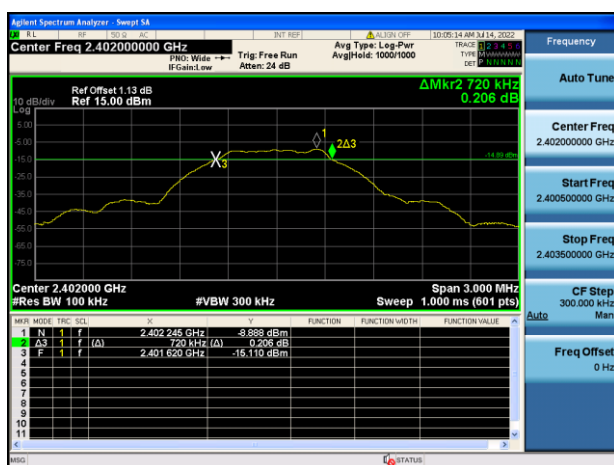 Agilent Spectrum Analyzer - Swept SA
RL RF 50 Ω AC INT REF ALIGN OFF 10:05:14 AM Jul 14, 2022
Center Freq 2.402000000 GHz
PNO: Wide
IFGain:Low
Trig: Free Run
Atten: 24 dB
Avg Type: Log-Pwr
Avg|Hold: 1000/1000
TRACE 1 2 3 4 5 6
TYPE M
DET P N N N N N
Frequency
Auto Tune
Center Freq
2.402000000 GHz
Start Freq
2.400500000 GHz
Stop Freq
2.403500000 GHz
CF Step
300.000 kHz
Auto Man
Freq Offset
0 Hz
ΔMkr2 720 kHz
0.206 dB
Ref Offset 1.13 dB
10 dB/div Ref 15.00 dBm
Log
5.00
-5.00
-15.0
-25.0
-35.0
-45.0
-55.0
-65.0
-75.0
1
2Δ3
3
-14.89 dBm
Center 2.402000 GHz Span 3.000 MHz
#Res BW 100 kHz #VBW 300 kHz Sweep 1.000 ms (601 pts)
MKR MODE TRC SCL X Y FUNCTION FUNCTION WIDTH FUNCTION VALUE
1 N 1 f 2.402 245 GHz -8.888 dBm
2 Δ3 1 f (Δ) 720 kHz (Δ) 0.206 dB
3 F 1 f 2.401 620 GHz -15.110 dBm
4
5
6
7
8
9
10
11
MSG STATUS